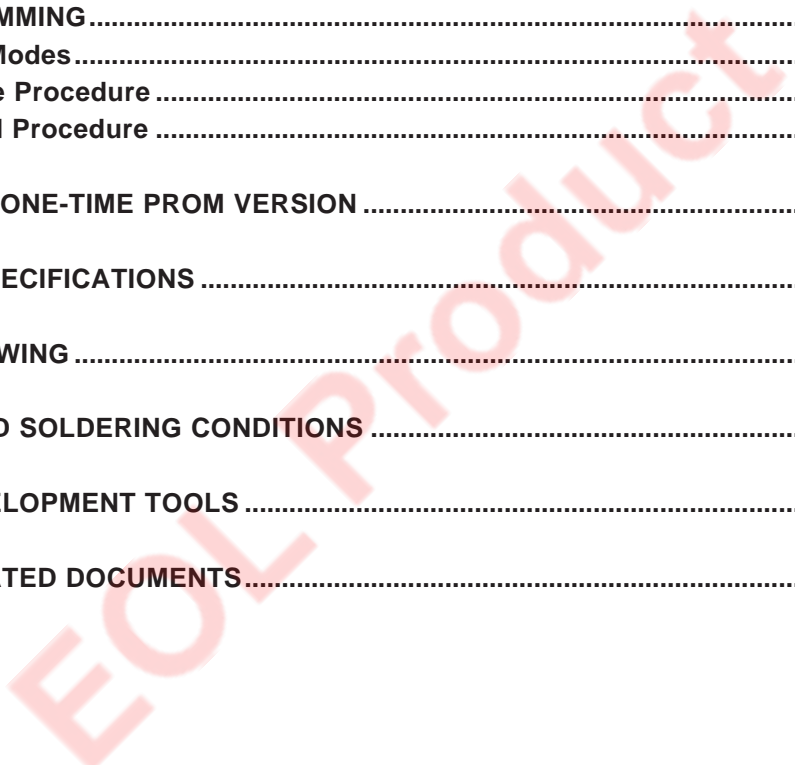 MMING........................................................................................
Modes..........................................................................................
e Procedure................................................................................
d Procedure................................................................................
ONE-TIME PROM VERSION.....................................................
ECIFICATIONS...........................................................................
WING...........................................................................................
D SOLDERING CONDITIONS...................................................
ELOPMENT TOOLS.....................................................................
ATED DOCUMENTS.....................................................................
EOL Product